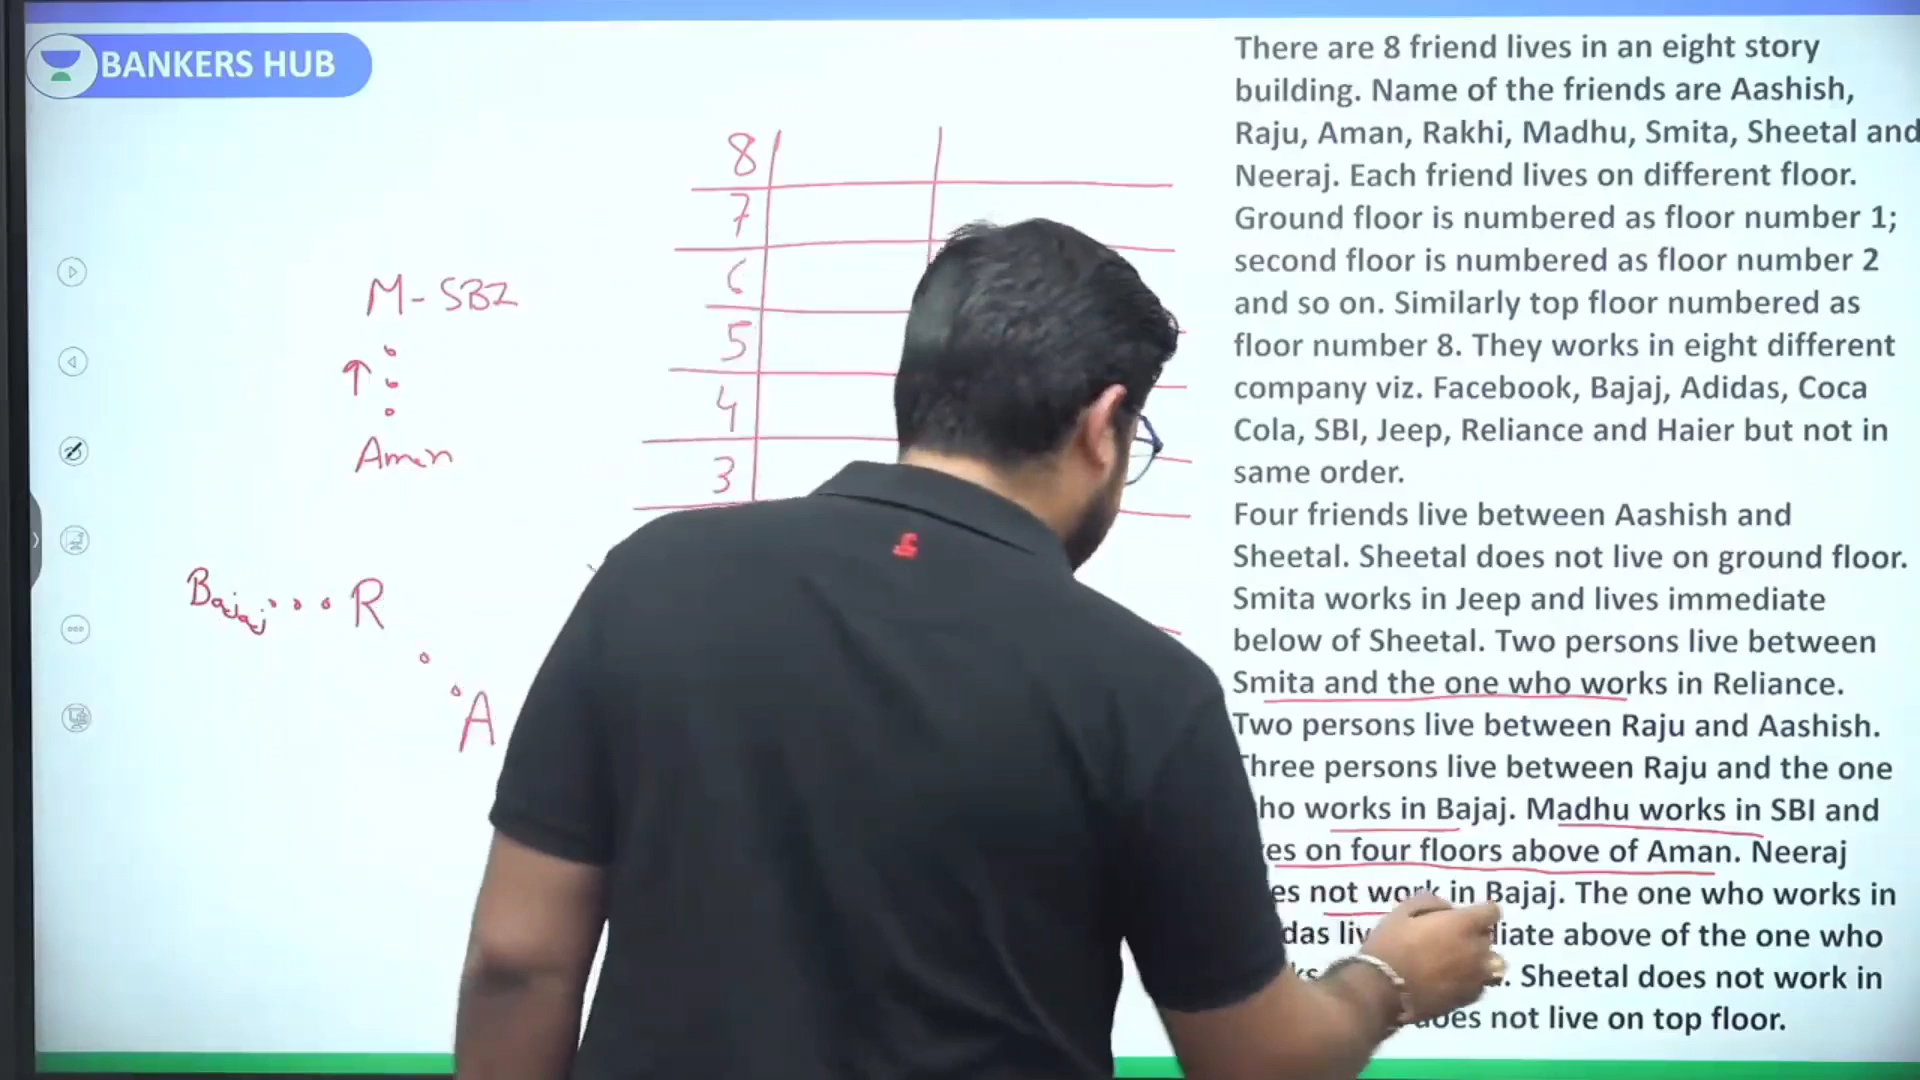 BANKERS HUB
There are 8 friend lives in an eight story
building. Name of the friends are Aashish,
Raju, Aman, Rakhi, Madhu, Smita, Sheetal and
Neeraj. Each friend lives on different floor.
Ground floor is numbered as floor number 1;
second floor is numbered as floor number 2
and so on. Similarly top floor numbered as
floor number 8. They works in eight different
company viz. Facebook, Bajaj, Adidas, Coca
Cola, SBI, Jeep, Reliance and Haier but not in
same order.
Four friends live between Aashish and
Sheetal. Sheetal does not live on ground floor.
Smita works in Jeep and lives immediate
below of Sheetal. Two persons live between
Smita and the one who works in Reliance.
Two persons live between Raju and Aashish.
Three persons live between Raju and the one
who works in Bajaj. Madhu works in SBI and
on four floors above of Aman. Neeraj
not work in Bajaj. The one who works in
above of the one who
Sheetal does not work in
does not live on top floor.
8
7
6
5
4
3
M-SBI
Aman
Bajaj R
A